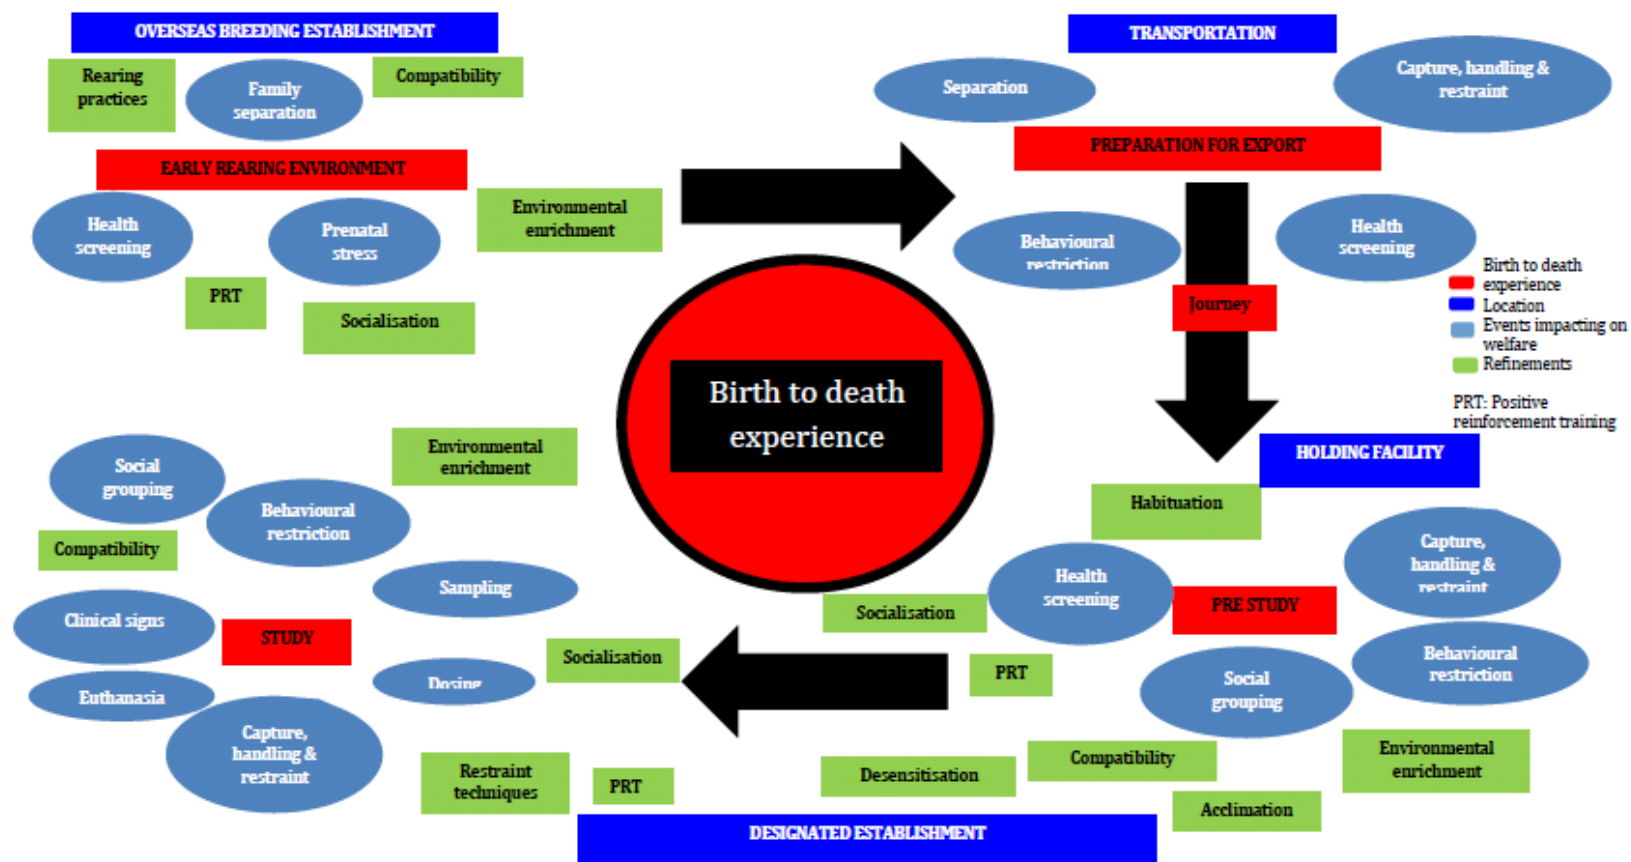 OVERSEAS BREEDING ESTABLISHMENT
Rearing
practices
Family
separation
Compatibility
EARLY REARING ENVIRONMENT
Health
screening
Prenatal
stress
Environmental
enrichment
PRT
Socialisation
TRANSPORTATION
Separation
Capture, handling &
restraint
PREPARATION FOR EXPORT
Behavioural
restriction
Health
screening
Journey
Birth to death
experience
Location
Events impacting on
welfare
Refinements
PRT: Positive
reinforcement training
Birth to death
experience
HOLDING FACILITY
Habituation
Capture,
handling &
restraint
Health
screening
PRE STUDY
Socialisation
Behavioural
restriction
PRT
Social
grouping
Environmental
enrichment
Compatibility
Desensitisation
Acclimation
DESIGNATED ESTABLISHMENT
Environmental
enrichment
Social
grouping
Behavioural
restriction
Compatibility
Sampling
Clinical signs
STUDY
Socialisation
Dosing
Euthanasia
Capture,
handling &
restraint
Restraint
techniques
PRT